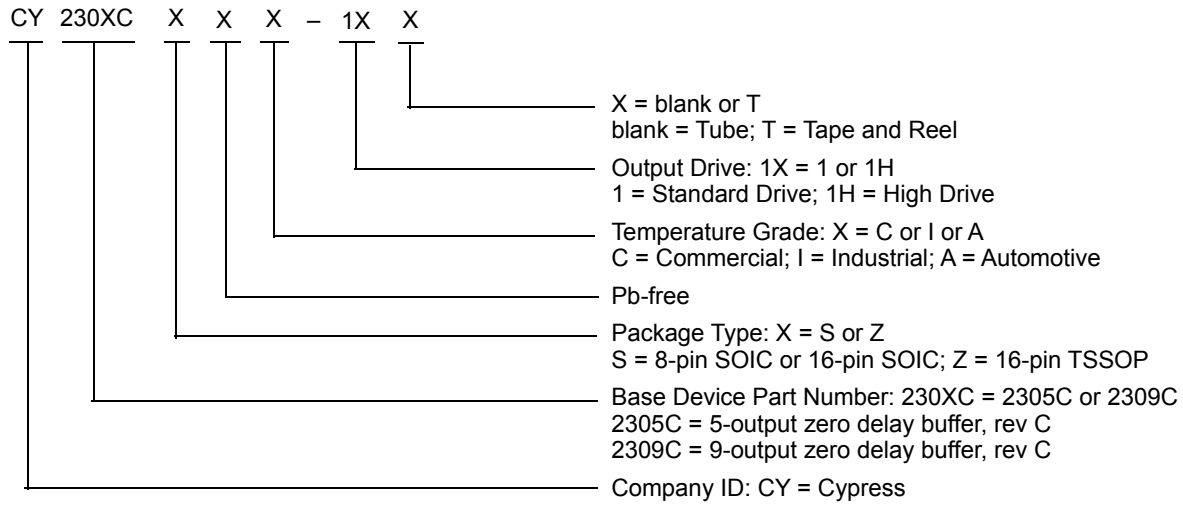 CY 230XC X X X – 1X X
X = blank or T
blank = Tube; T = Tape and Reel
Output Drive: 1X = 1 or 1H
1 = Standard Drive; 1H = High Drive
Temperature Grade: X = C or I or A
C = Commercial; I = Industrial; A = Automotive
Pb-free
Package Type: X = S or Z
S = 8-pin SOIC or 16-pin SOIC; Z = 16-pin TSSOP
Base Device Part Number: 230XC = 2305C or 2309C
2305C = 5-output zero delay buffer, rev C
2309C = 9-output zero delay buffer, rev C
Company ID: CY = Cypress